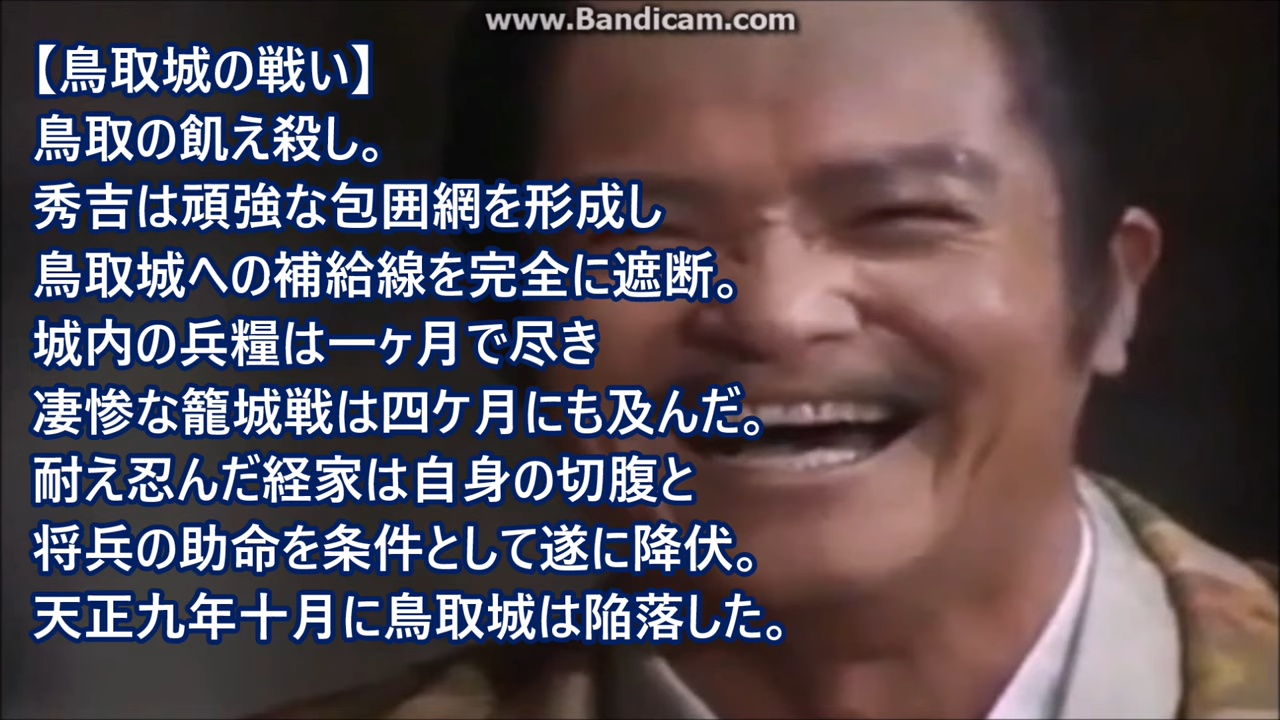 www.Bandicam.com
【鳥取城の戦い】
鳥取の飢え殺し。
秀吉は頑強な包囲網を形成し
鳥取城への補給線を完全に遮断。
城内の兵糧は一ヶ月で尽き
凄惨な籠城戦は四ケ月にも及んだ。
耐え忍んだ経家は自身の切腹と
将兵の助命を条件として遂に降伏。
天正九年十月に鳥取城は陥落した。